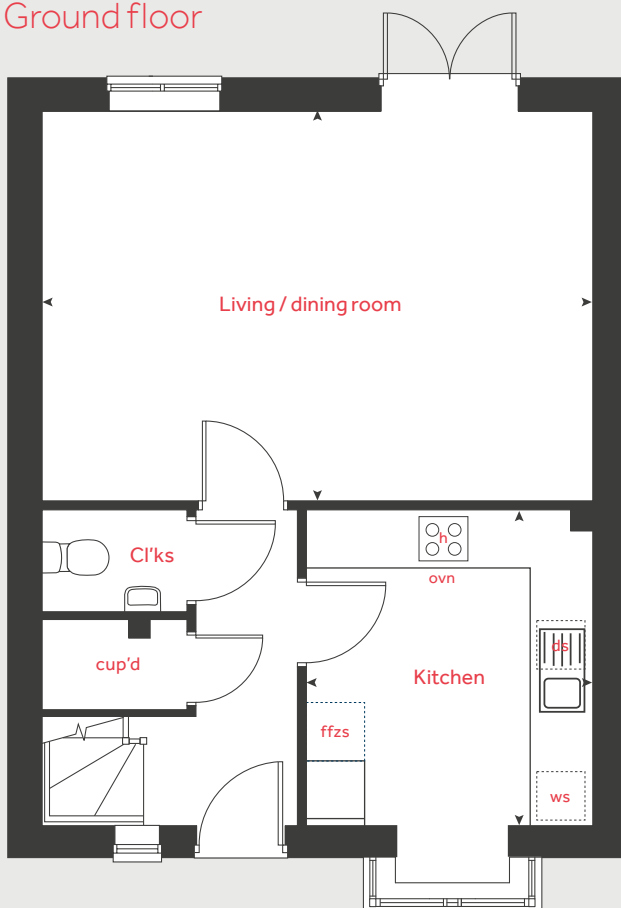 Ground floor
Living / dining room
h
Cl'ks
ovn
ds
cup'd
Kitchen
ffzs
ws